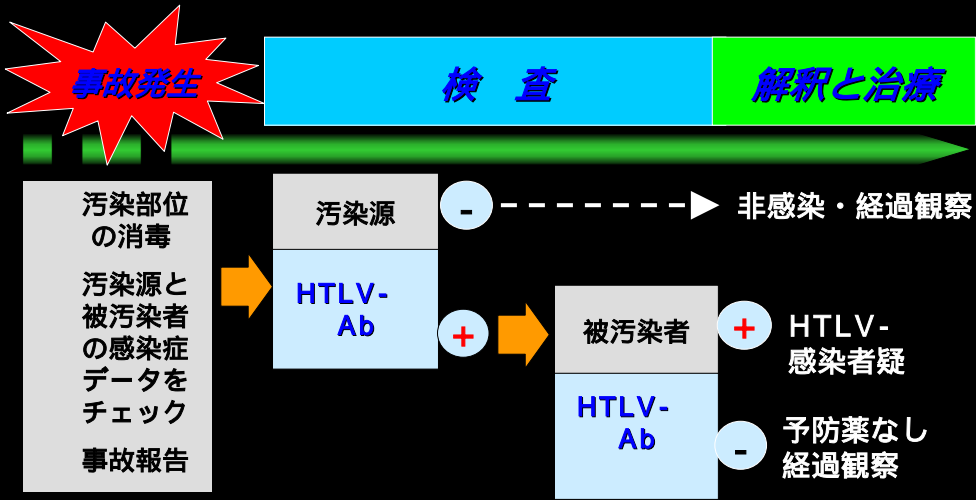 事故発生
検　査
解釈と治療
汚染部位
の消毒
汚染源と
被汚染者
の感染症
データを
チェック
事故報告
汚染源
HTLV-
Ab
-
+
非感染・経過観察
被汚染者
HTLV-
Ab
+
-
HTLV-
感染者疑
予防薬なし
経過観察